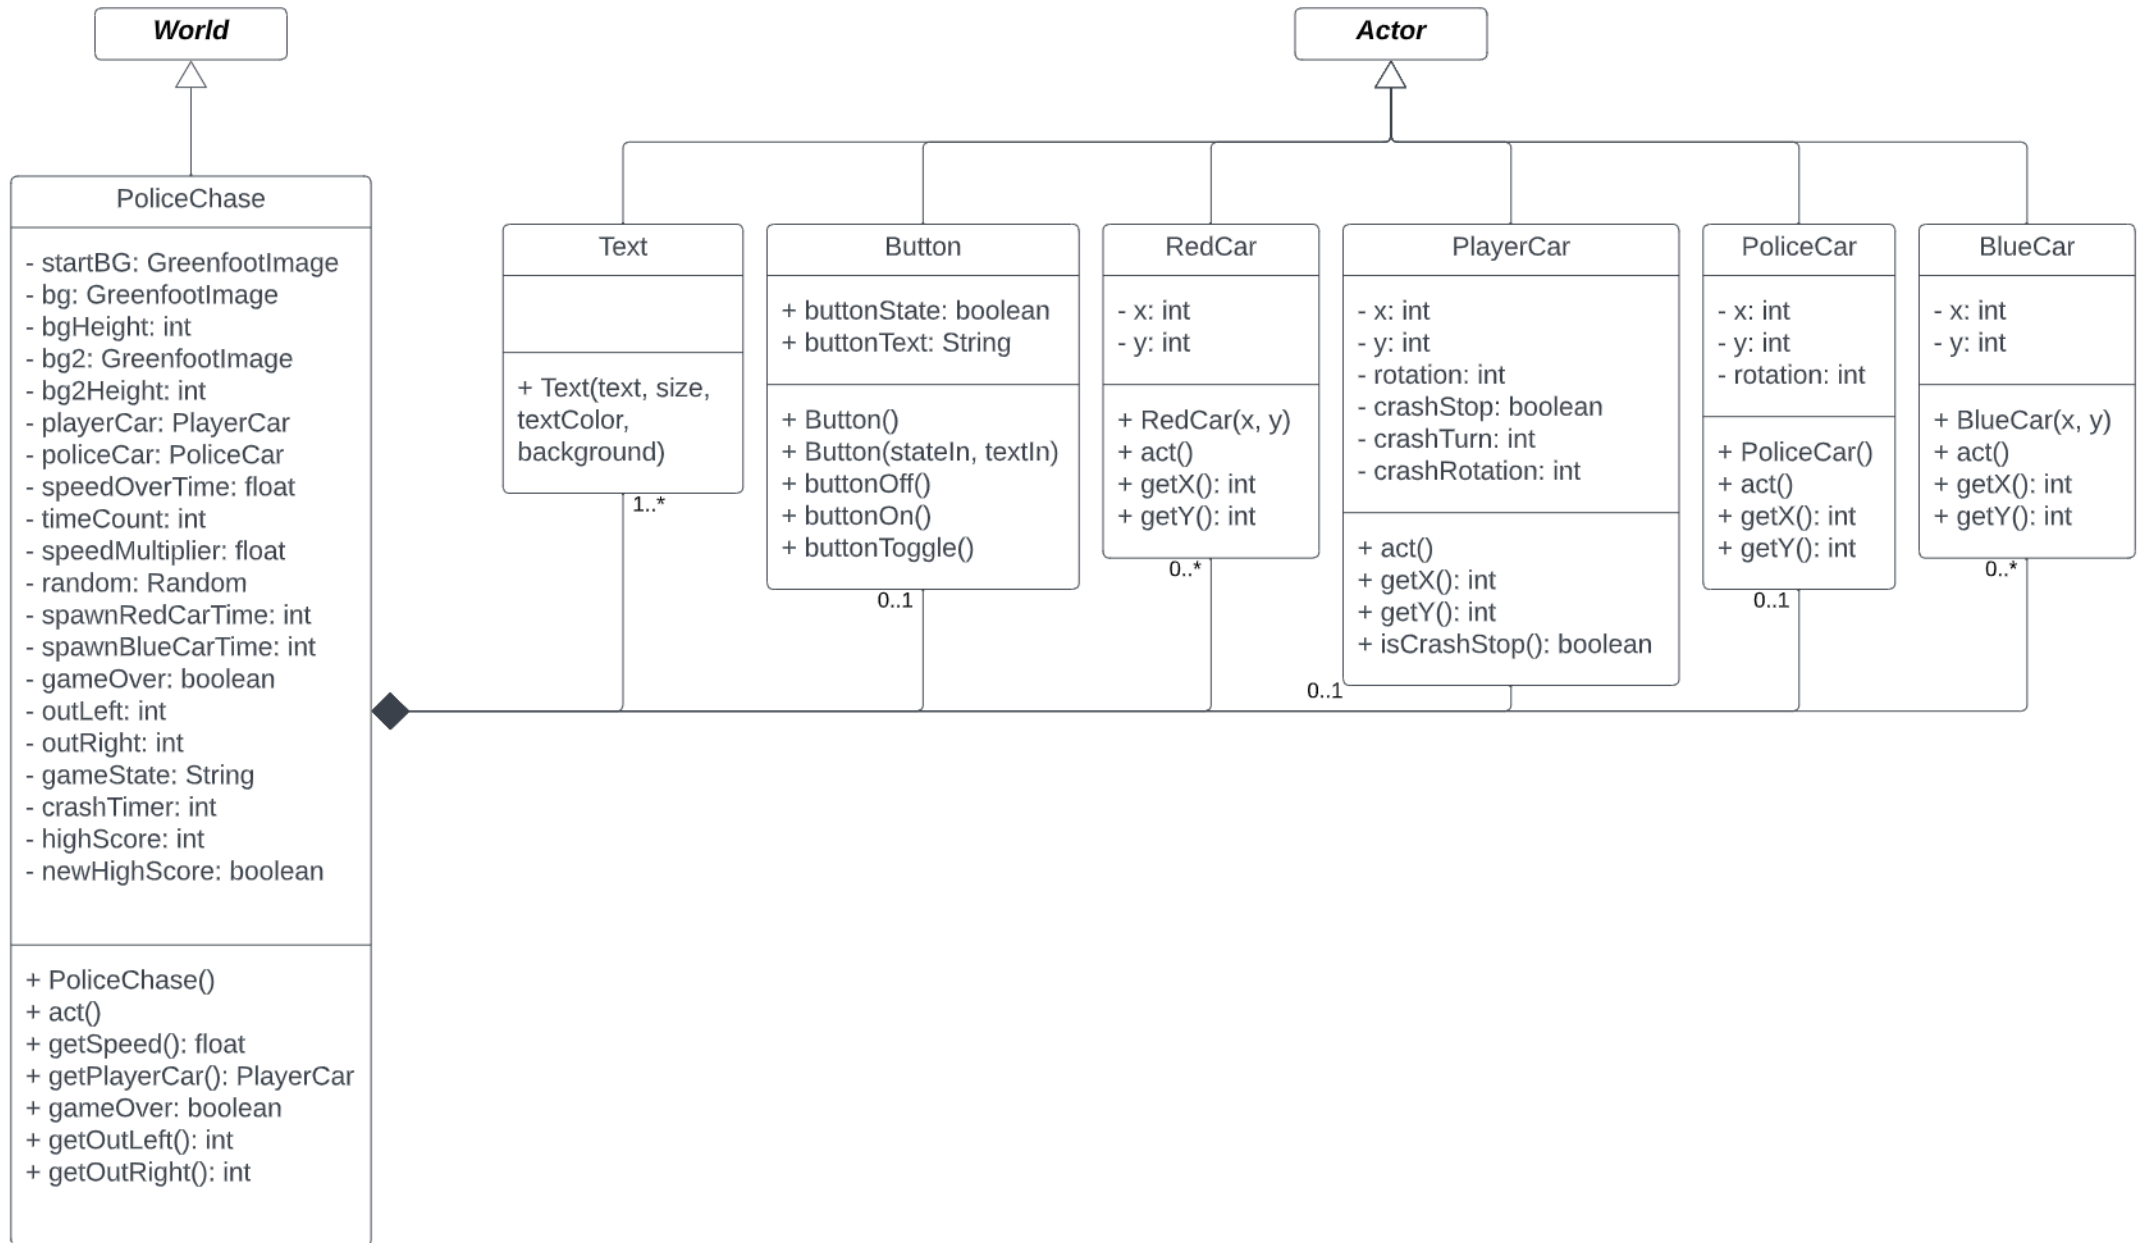 World
Actor
PoliceChase
- startBG: GreenfootImage
- bg: GreenfootImage
- bgHeight: int
- bg2: GreenfootImage
- bg2Height: int
- playerCar: PlayerCar
- policeCar: PoliceCar
- speedOverTime: float
- timeCount: int
- speedMultiplier: float
- random: Random
- spawnRedCarTime: int
- spawnBlueCarTime: int
- gameOver: boolean
- outLeft: int
- outRight: int
- gameState: String
- crashTimer: int
- highScore: int
- newHighScore: boolean
+ PoliceChase()
+ act()
+ getSpeed(): float
+ getPlayerCar(): PlayerCar
+ gameOver: boolean
+ getOutLeft(): int
+ getOutRight(): int
Text
+ Text(text, size,
textColor,
background)
1..*
Button
+ buttonState: boolean
+ buttonText: String
+ Button()
+ Button(stateIn, textIn)
+ buttonOff()
+ buttonOn()
+ buttonToggle()
0..1
RedCar
- x: int
- y: int
+ RedCar(x, y)
+ act()
+ getX(): int
+ getY(): int
0..*
PlayerCar
- x: int
- y: int
- rotation: int
- crashStop: boolean
- crashTurn: int
- crashRotation: int
+ act()
+ getX(): int
+ getY(): int
+ isCrashStop(): boolean
0..1
PoliceCar
- x: int
- y: int
- rotation: int
+ PoliceCar()
+ act()
+ getX(): int
+ getY(): int
0..1
BlueCar
- x: int
- y: int
+ BlueCar(x, y)
+ act()
+ getX(): int
+ getY(): int
0..*